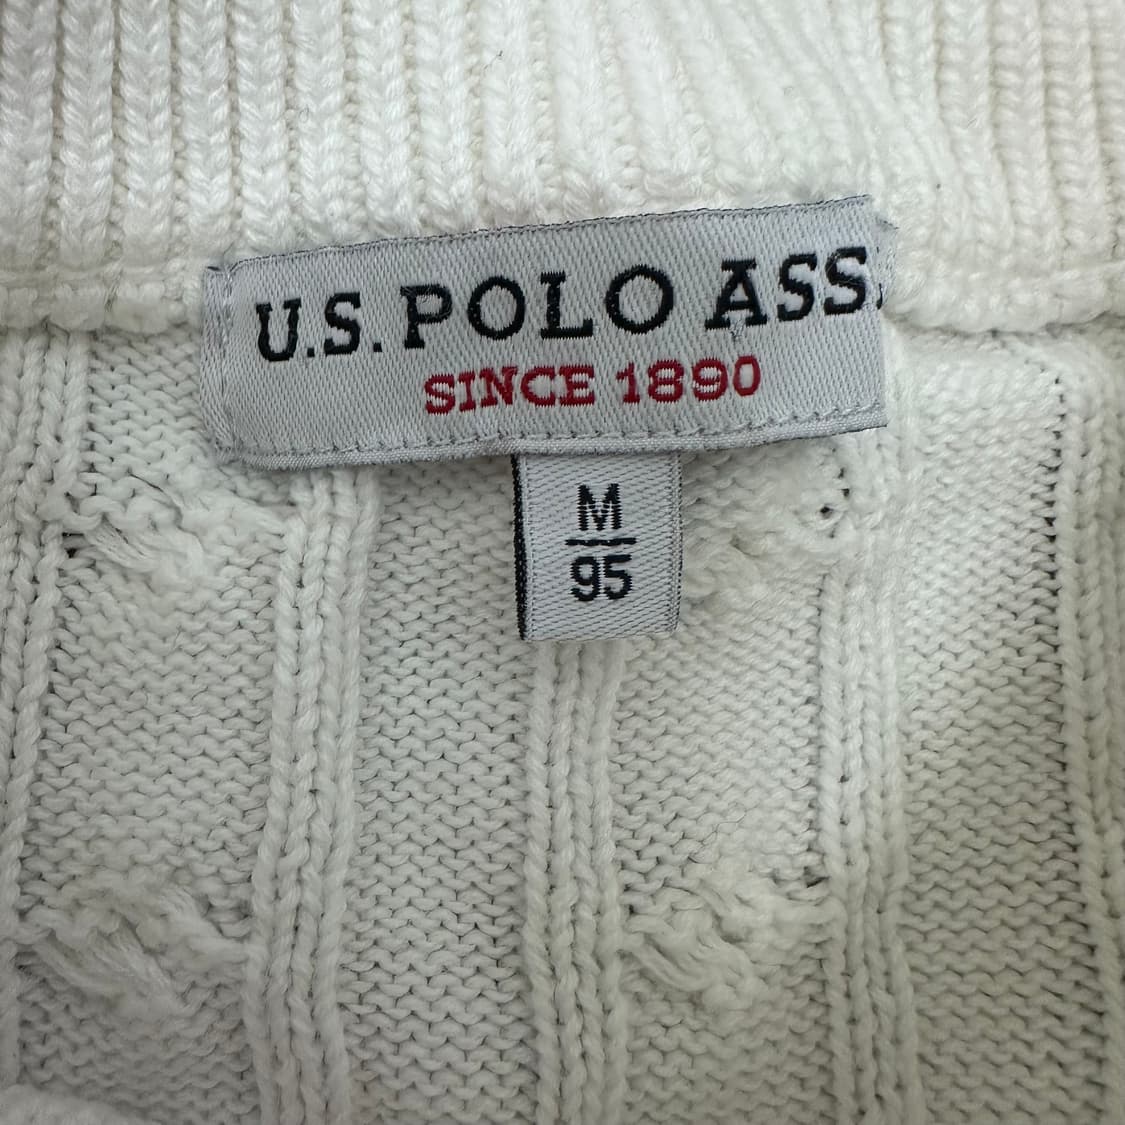 U.S. POLO ASS
SINCE 1890
M
95